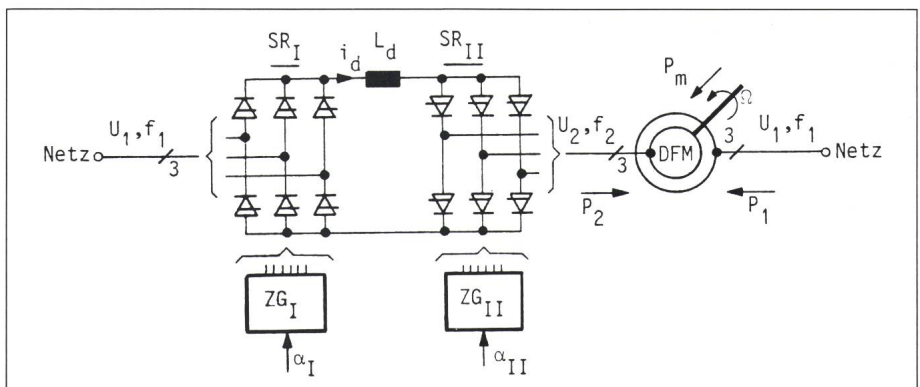 SR_I
i_d
L_d
SR_II
P_m
Ω
U_1,f_1
Netz
3
U_2,f_2
3
DFM
3
U_1,f_1
Netz
P_2
P_1
ZG_I
ZG_II
α_I
α_II